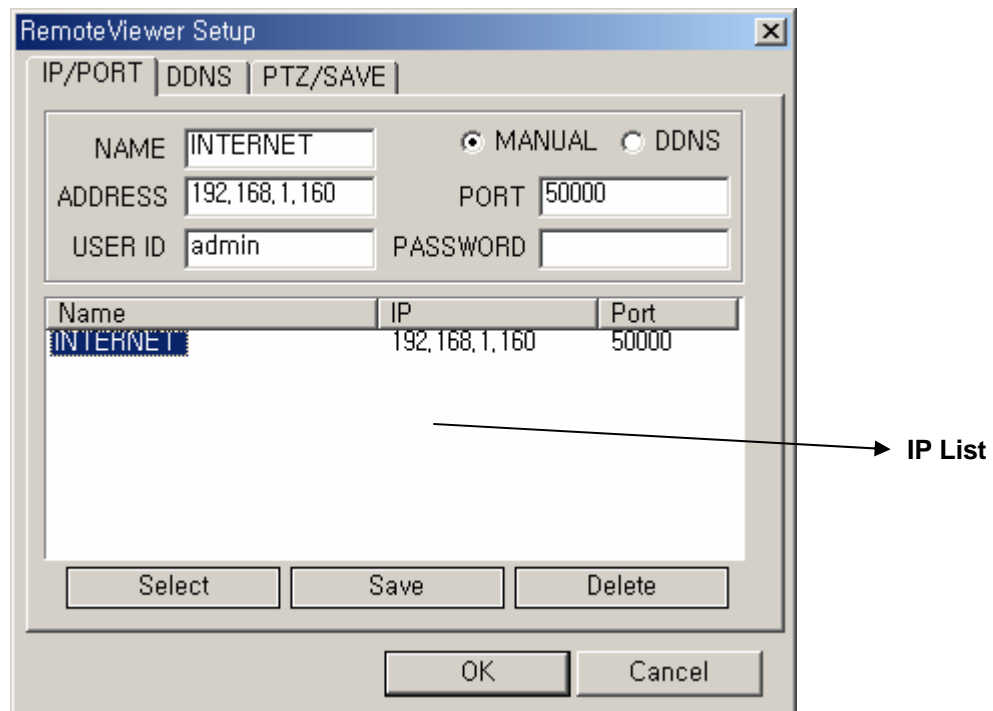 RemoteViewer Setup
IP/PORT DDNS PTZ/SAVE
NAME INTERNET MANUAL DDNS
ADDRESS 192,168,1,160 PORT 50000
USER ID admin PASSWORD
Name IP Port
INTERNET 192,168,1,160 50000
IP List
Select Save Delete
OK Cancel